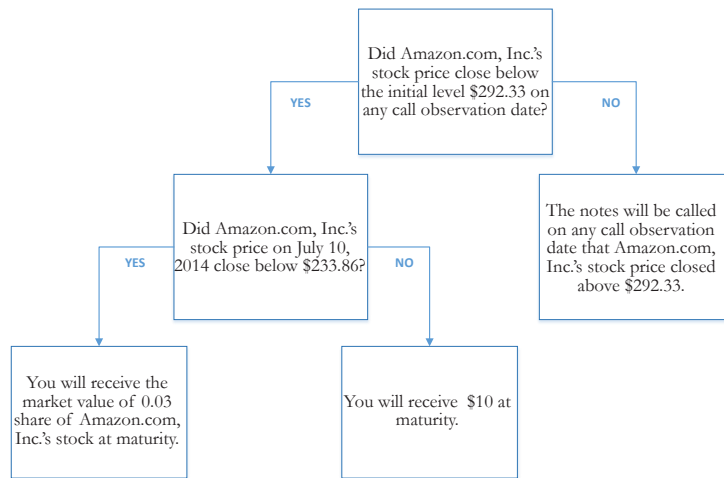 Did Amazon.com, Inc.'s
stock price close below
the initial level $292.33 on
any call observation date?
YES
NO
Did Amazon.com, Inc.'s
stock price on July 10,
2014 close below $233.86?
The notes will be called
on any call observation
date that Amazon.com,
Inc.'s stock price closed
above $292.33.
YES
NO
You will receive the
market value of 0.03
share of Amazon.com,
Inc.'s stock at maturity.
You will receive $10 at
maturity.